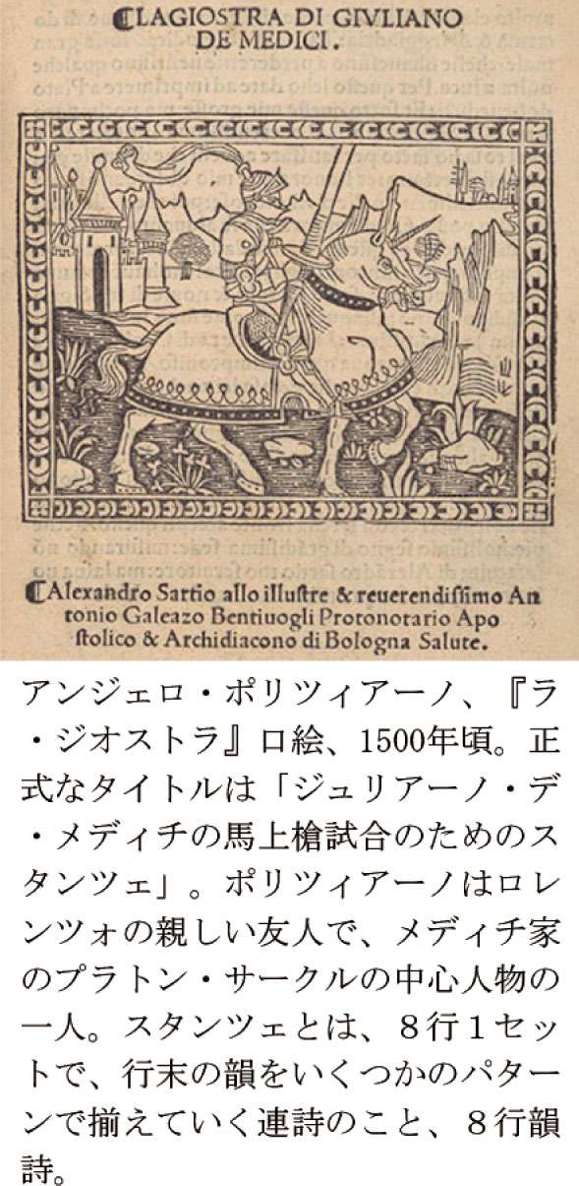 ⁋LAGIOSTRA DI GIVLIANO
DE MEDICI.
⁋Alexandro Sartio allo illuſtre & reuerendiſſimo An
tonio Galeazo Bentiuogli Protonotario Apo
ſtolico & Archidiacono di Bologna Salute.
アンジェロ・ポリツィアーノ、『ラ
・ジオストラ』口絵、1500年頃。正
式なタイトルは「ジュリアーノ・デ
・メディチの馬上槍試合のためのス
タンツェ」。ポリツィアーノはロレ
ンツォの親しい友人で、メディチ家
のプラトン・サークルの中心人物の
一人。スタンツェとは、８行１セッ
トで、行末の韻をいくつかのパター
ンで揃えていく連詩のこと、８行韻
詩。